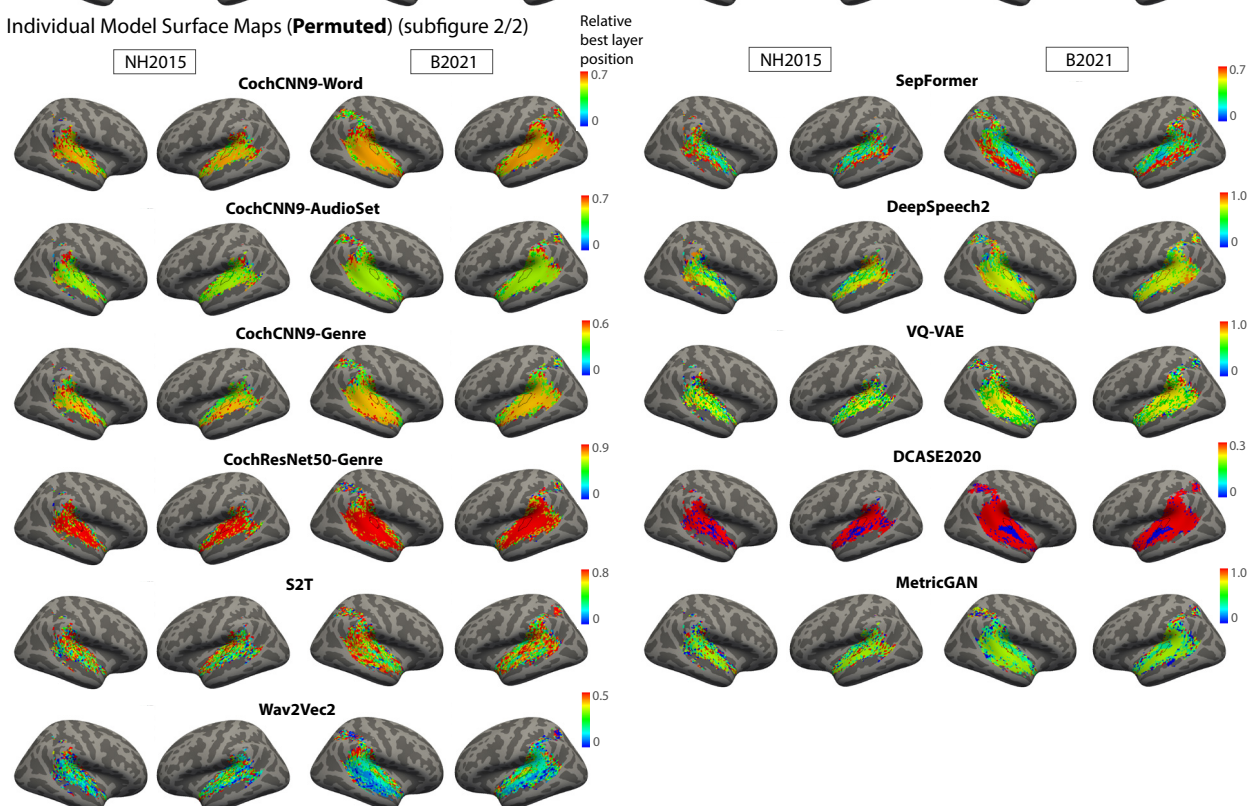 Individual Model Surface Maps (Permuted) (subfigure 2/2)
Relative
best layer
position
NH2015
B2021
CochCNN9-Word
0.7
0
CochCNN9-AudioSet
0.7
0
CochCNN9-Genre
0.6
0
CochResNet50-Genre
0.9
0
S2T
0.8
0
Wav2Vec2
0.5
0
NH2015
B2021
SepFormer
0.7
0
DeepSpeech2
1.0
0
VQ-VAE
1.0
0
DCASE2020
0.3
0
MetricGAN
1.0
0